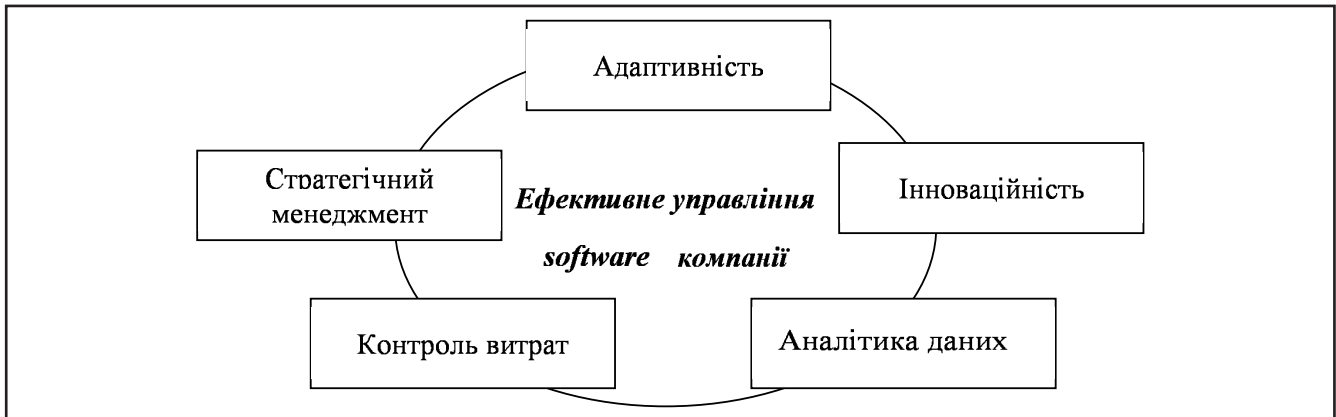 Адаптивність
Стратегічний
менеджмент
Ефективне управління
software компанії
Інноваційність
Контроль витрат
Аналітика даних